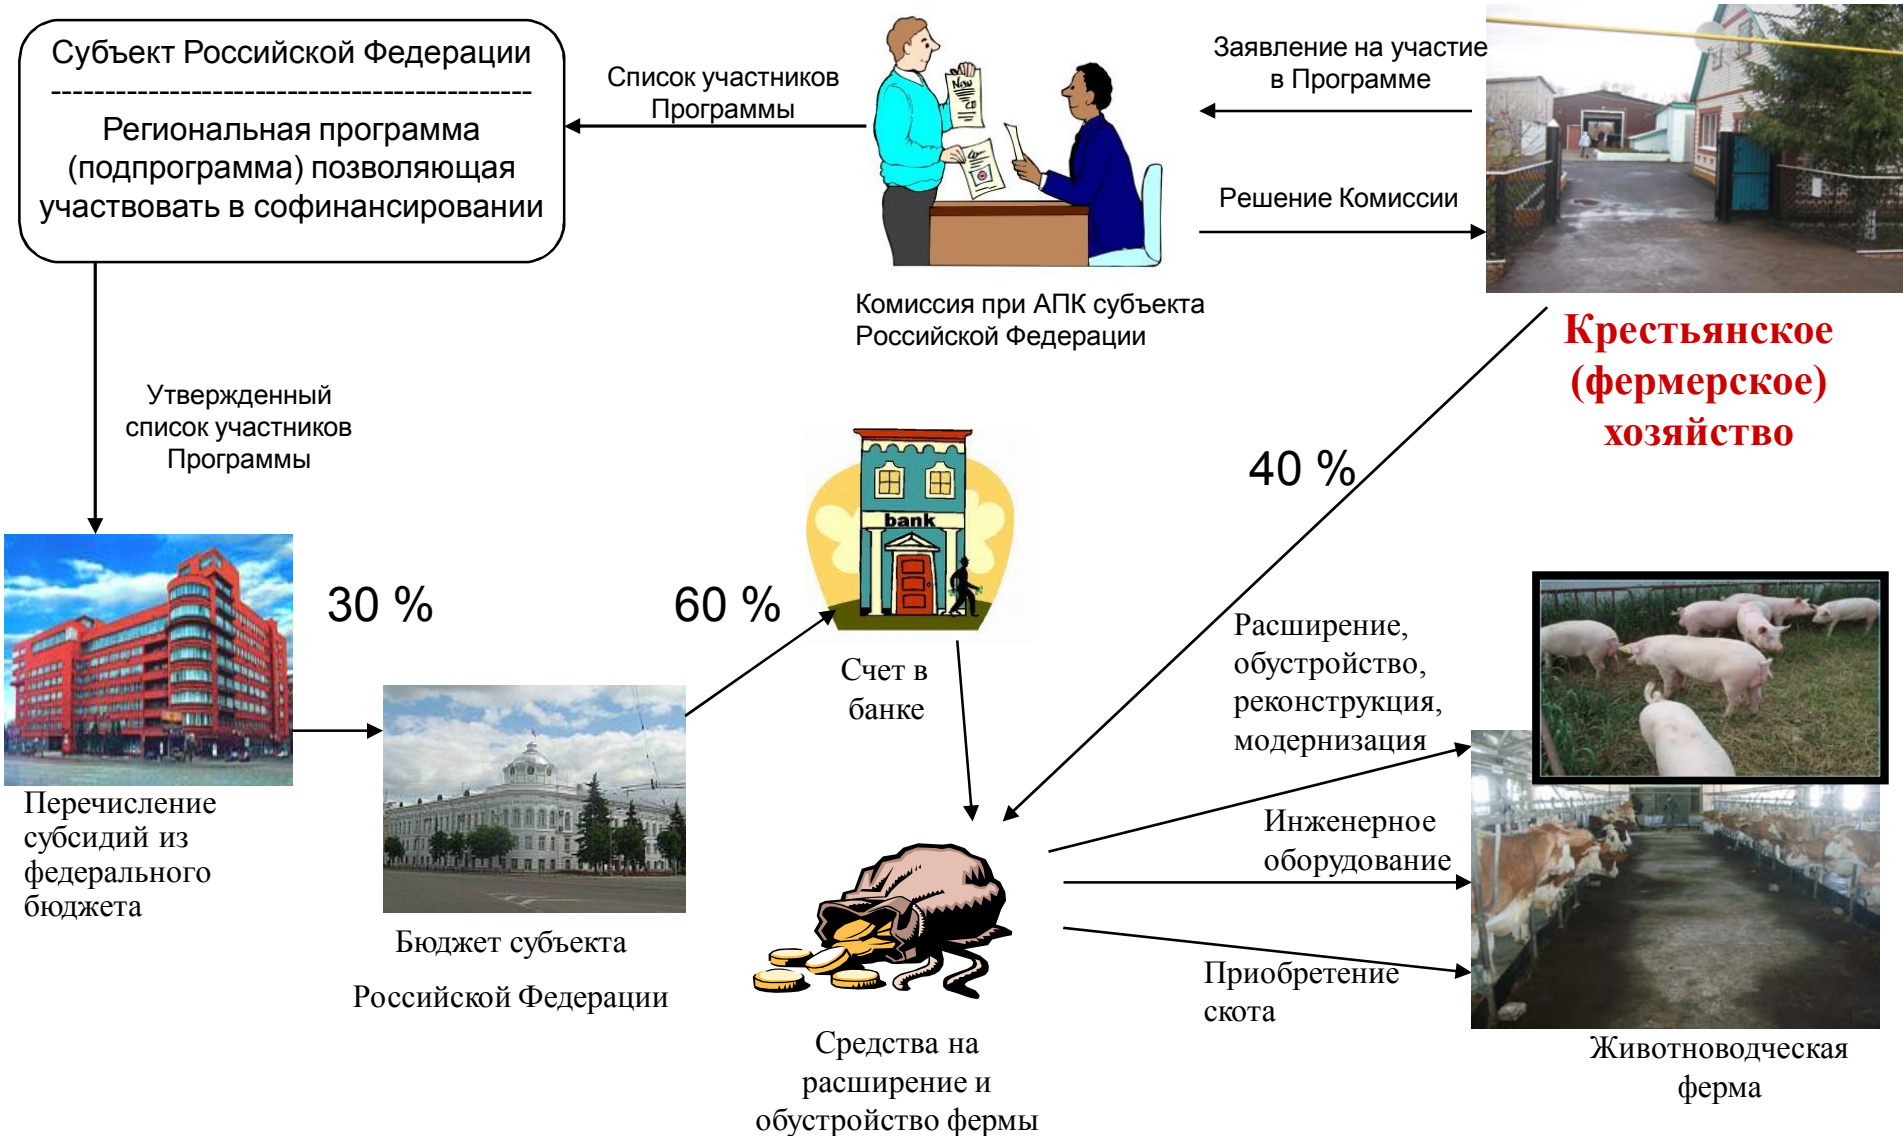 Субъект Российской Федерации
------------------------------------------------
Региональная программа
(подпрограмма) позволяющая
участвовать в софинансировании
Список участников
Программы
New
Заявление на участие
в Программе
Решение Комиссии
Комиссия при АПК субъекта
Российской Федерации
Крестьянское
(фермерское)
хозяйство
Утвержденный
список участников
Программы
40 %
bank
30 %
60 %
Счет в
банке
Расширение,
обустройство,
реконструкция,
модернизация
Перечисление
субсидий из
федерального
бюджета
Инженерное
оборудование
Бюджет субъекта
Российской Федерации
Приобретение
скота
Средства на
расширение и
обустройство фермы
Животноводческая
ферма